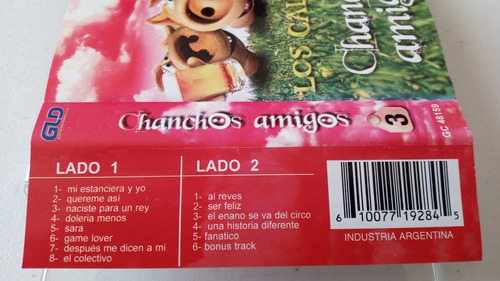 LOS
Chan
ami
GLD
Chanchos amigos
3
GC 48159
LADO 1
1- mi estanciera y yo
2- quereme así
3- naciste para un rey
4- doleria menos
5- sara
6- game lover
7- después me dicen a mi
8- el colectivo
LADO 2
1- al reves
2- ser feliz
3- el enano se va del circo
4- una historia diferente
5- fanatico
6- bonus track
6 10077 19284 5
INDUSTRIA ARGENTINA